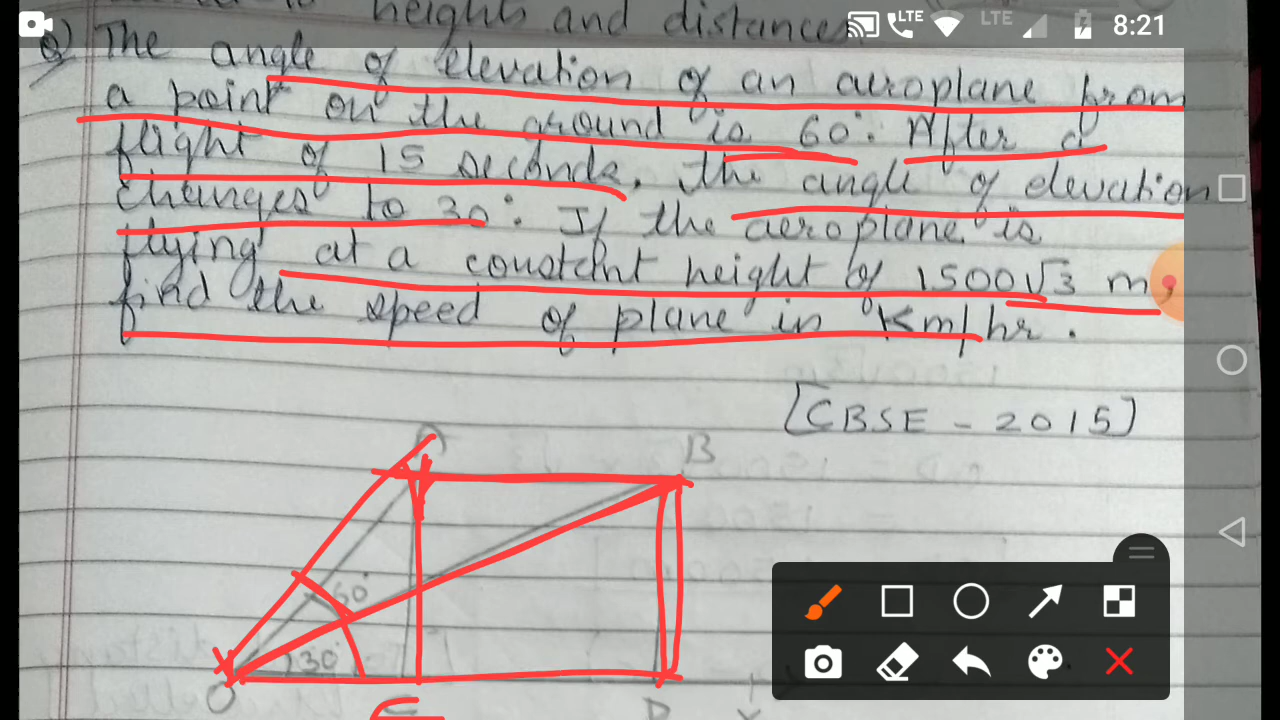 heights and distances
LTE LTE 8:21
Q) The angle of elevation of an aeroplane from
a point on the ground is 60°. After a
flight of 15 seconds, the angle of elevation
changes to 30°. If the aeroplane is
flying at a constant height of 1500√3 m,
find the speed of plane in Km/hr.
[CBSE - 2015]
B
60°
30°
O